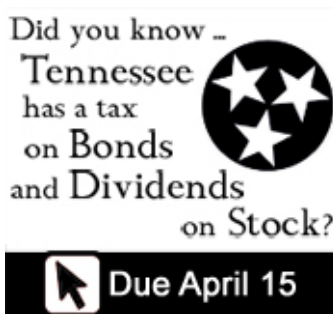 Did you know ...
Tennessee
has a tax
on Bonds
and Dividends
on Stock?
Due April 15